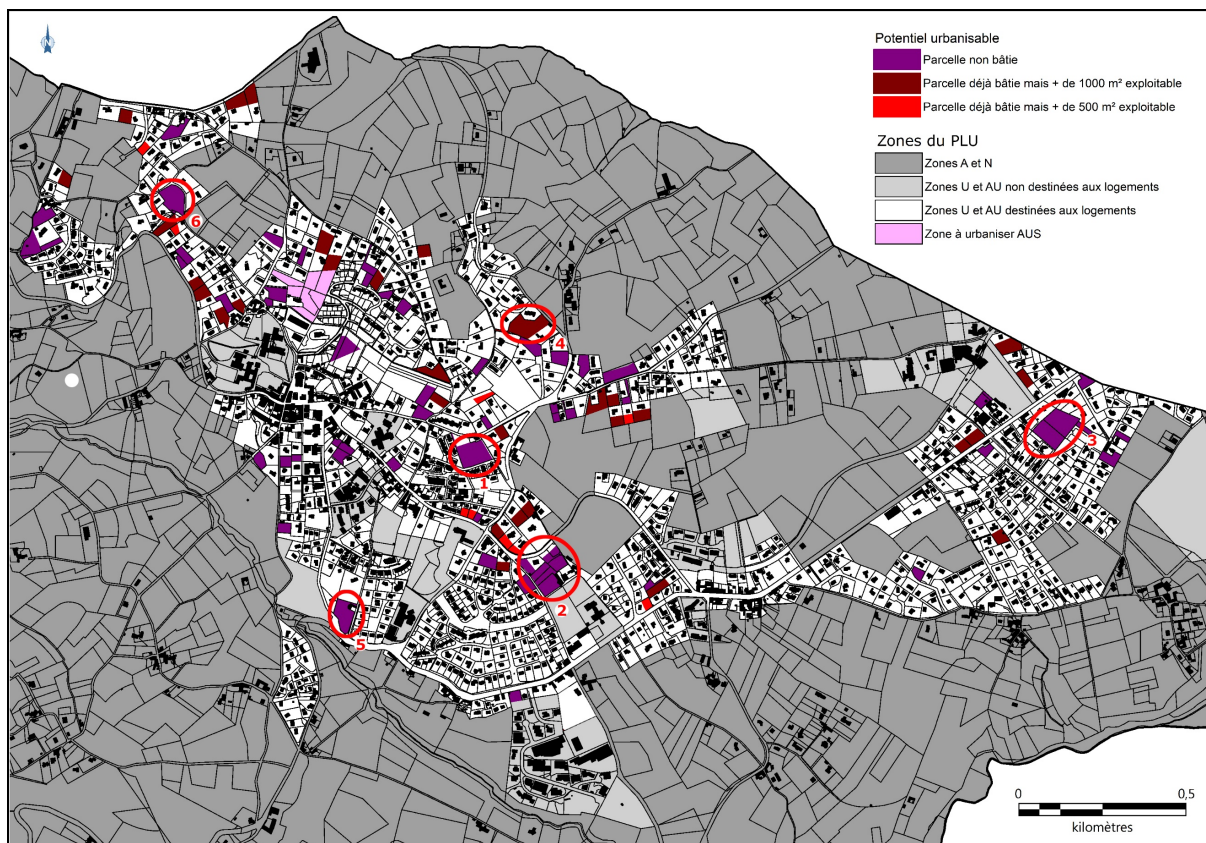 Potentiel urbanisable
Parcelle non bâtie
Parcelle déjà bâtie mais + de 1000 m² exploitable
Parcelle déjà bâtie mais + de 500 m² exploitable
Zones du PLU
Zones A et N
Zones U et AU non destinées aux logements
Zones U et AU destinées aux logements
Zone à urbaniser AUS
6
4
3
1
2
5
0 0,5
kilomètres